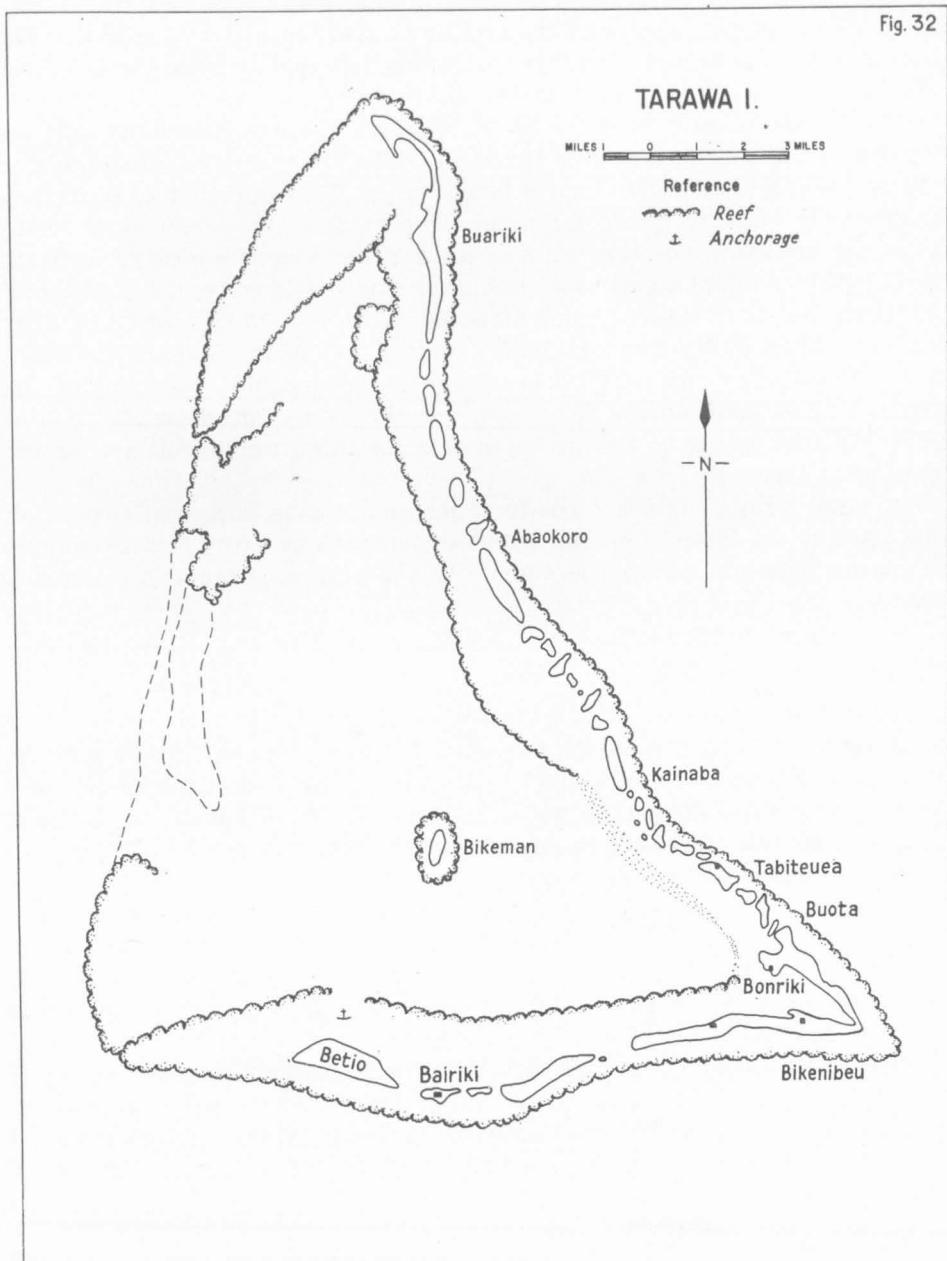 Fig. 32
TARAWA I.
MILES 1 0 1 2 3 MILES
Reference
Reef
Anchorage
Buariki
N
Abaokoro
Kainaba
Bikeman
Tabiteuea
Buota
Bonriki
Betio
Bairiki
Bikenibeu